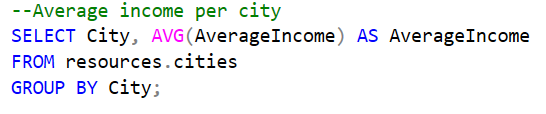 --Average income per city
SELECT City, AVG(AverageIncome) AS AverageIncome
FROM resources.cities
GROUP BY City;